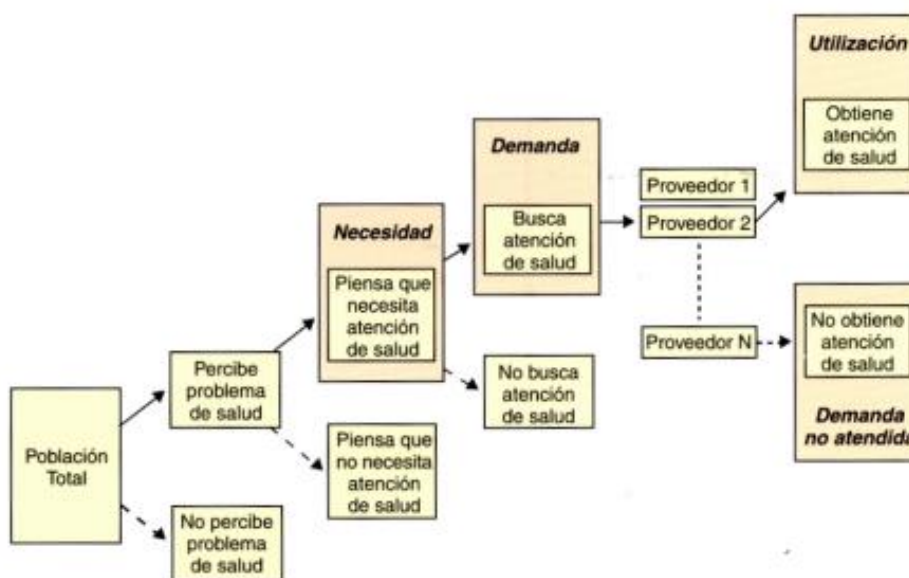 Utilización
Obtiene
atención
de salud
Demanda
Busca
atención
de salud
Proveedor 1
Proveedor 2
Proveedor N
Necesidad
Piensa que
necesita
atención
de salud
No obtiene
atención
de salud
Demanda
no atendida
Percibe
problema
de salud
No busca
atención
de salud
Población
Total
Piensa que
no necesita
atención
de salud
No percibe
problema
de salud